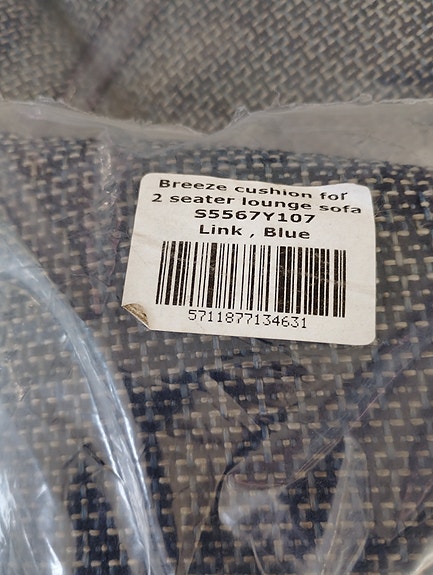 Breeze cushion for
2 seater lounge sofa
S5567Y107
Link , Blue
5711877134631